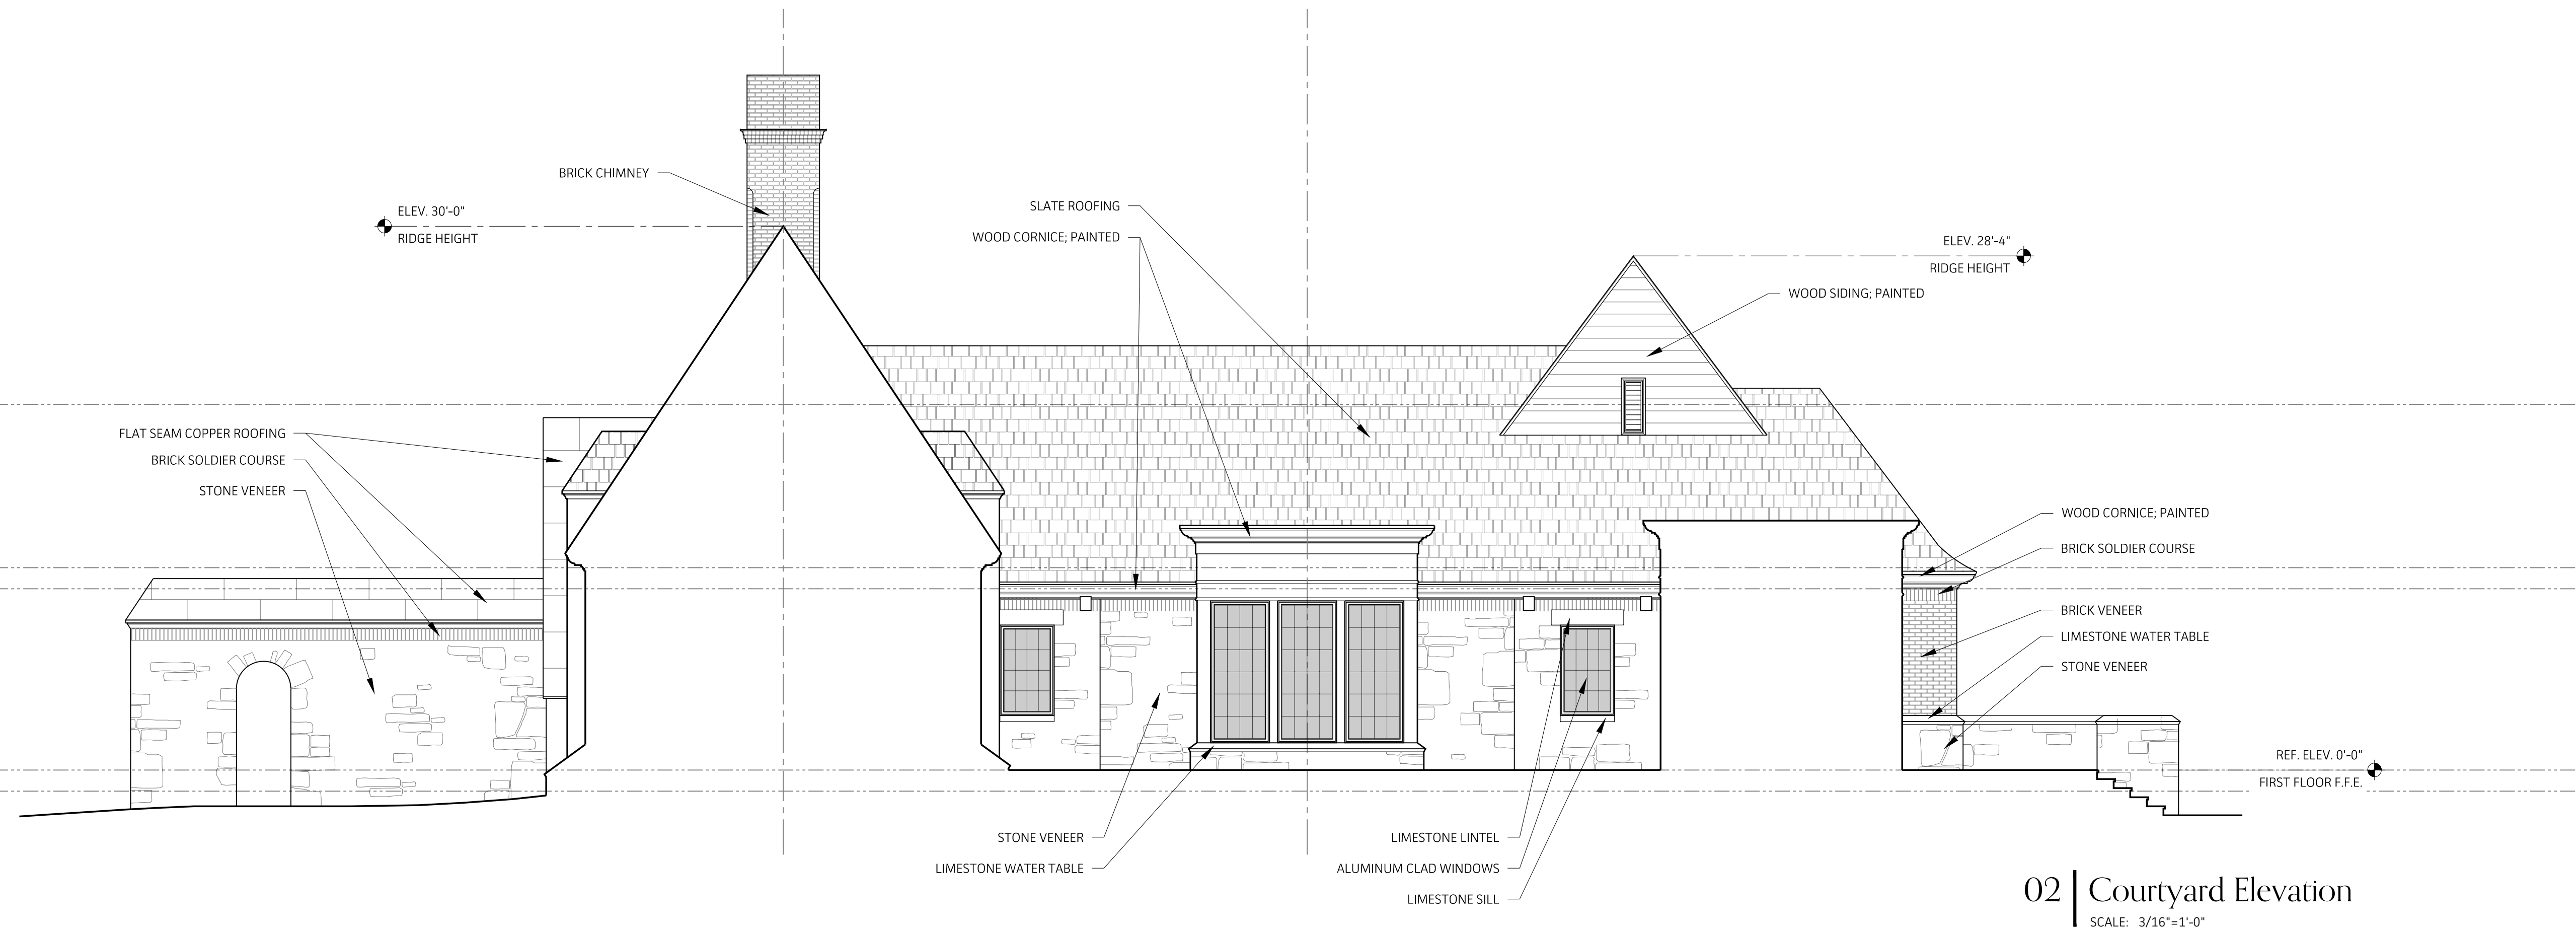 BRICK CHIMNEY
ELEV. 30'-0"
RIDGE HEIGHT
SLATE ROOFING
WOOD CORNICE; PAINTED
ELEV. 28'-4"
RIDGE HEIGHT
WOOD SIDING; PAINTED
FLAT SEAM COPPER ROOFING
BRICK SOLDIER COURSE
STONE VENEER
WOOD CORNICE; PAINTED
BRICK SOLDIER COURSE
BRICK VENEER
LIMESTONE WATER TABLE
STONE VENEER
REF. ELEV. 0'-0"
FIRST FLOOR F.F.E.
STONE VENEER
LIMESTONE WATER TABLE
LIMESTONE LINTEL
ALUMINUM CLAD WINDOWS
LIMESTONE SILL
02 Courtyard Elevation
SCALE: 3/16"=1'-0"